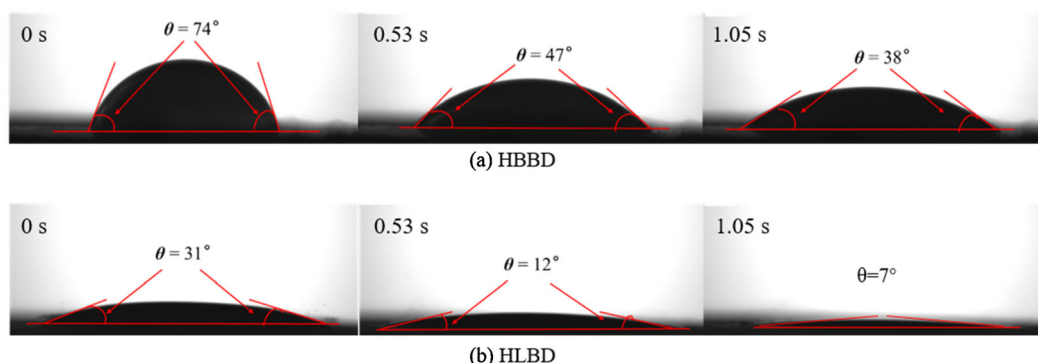 0 s
θ = 74°
0.53 s
θ = 47°
1.05 s
θ = 38°
(a) HBBD
0 s
θ = 31°
0.53 s
θ = 12°
1.05 s
θ=7°
(b) HLBD